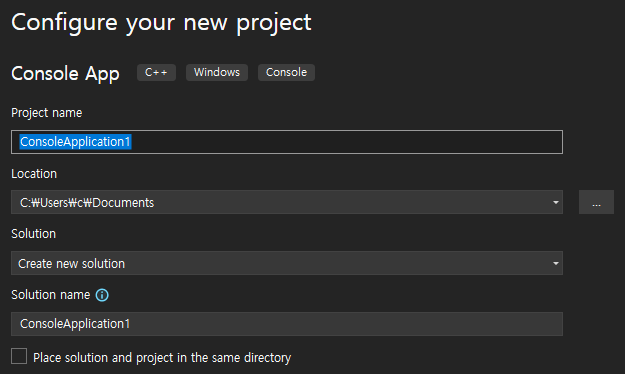 Configure your new project
Console App C++ Windows Console
Project name
ConsoleApplication1
Location
C:₩Users₩c₩Documents
...
Solution
Create new solution
Solution name
ConsoleApplication1
Place solution and project in the same directory